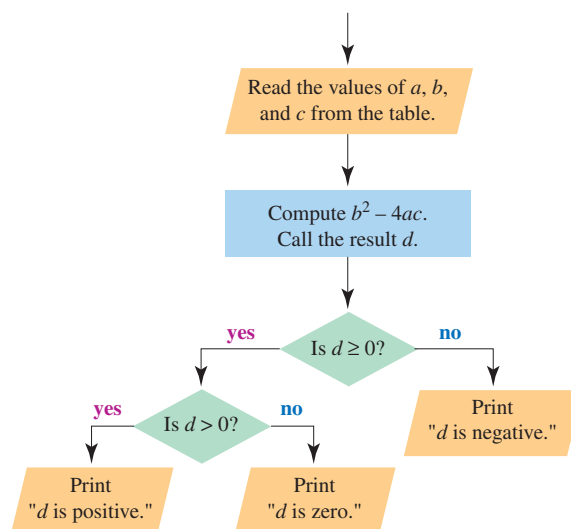 Read the values of a, b,
and c from the table.
Compute b² – 4ac.
Call the result d.
Is d ≥ 0?
yes
no
Is d > 0?
yes
no
Print
"d is negative."
Print
"d is positive."
Print
"d is zero."